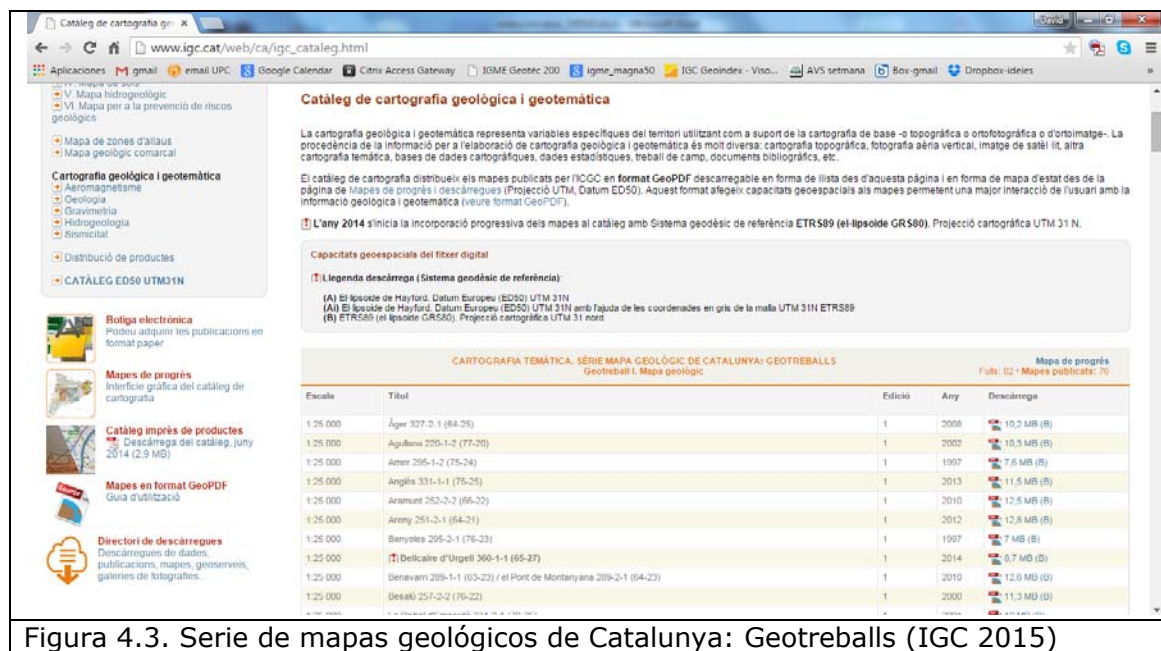 Catàleg de cartografia ge
David
www.igc.cat/web/ca/igc_cataleg.html
Aplicaciones gmail email UPC Google Calendar Citrix Access Gateway IGME Geotec 200 igme_magna50 IGC Geoindex - Viso... AVS setmana Box-gmail Dropbox-ideies
V. Mapa hidrogeològic
VI. Mapa per a la prevenció de riscos
geològics
Mapa de zones d'allaus
Mapa geològic comarcal
Cartografia geològica i geotemàtica
Aeromagnetisme
Geologia
Gravimetria
Hidrogeologia
Sismicitat
Distribució de productes
CATÀLEG ED50 UTM31N
Botiga electrònica
Podeu adquirir les publicacions en
format paper
Mapes de progrés
Interfície gràfica del catàleg de
cartografia
Catàleg imprès de productes
Descàrrega del catàleg, juny
2014 (2,9 MB)
Mapes en format GeoPDF
Guia d'utilització
Directori de descàrregues
Descàrregues de dades,
publicacions, mapes, geoserveis,
galeries de fotografies...
Catàleg de cartografia geològica i geotemàtica
La cartografia geològica i geotemàtica representa variables específiques del territori utilitzant com a suport de la cartografia de base -o topogràfica o ortofotogràfica o d'ortoimatge-. La
procedència de la informació per a l'elaboració de cartografia geològica i geotemàtica és molt diversa: cartografia topogràfica, fotografia aèria vertical, imatge de satèl·lit, altra
cartografia temàtica, bases de dades cartogràfiques, dades estadístiques, treball de camp, documents bibliogràfics, etc.
El catàleg de cartografia distribueix els mapes publicats per l'ICGC en format GeoPDF descarregable en forma de llista des d'aquesta pàgina i en forma de mapa d'estat des de la
pàgina de Mapes de progrés i descàrregues (Projecció UTM, Datum ED50). Aquest format afegeix capacitats geoespacials als mapes permetent una major interacció de l'usuari amb la
informació geològica i geotemàtica (veure format GeoPDF).
L'any 2014 s'inicia la incorporació progressiva dels mapes al catàleg amb Sistema geodèsic de referència ETRS89 (el·lipsoide GRS80). Projecció cartogràfica UTM 31 N.
Capacitats geoespacials del fitxer digital
Llegenda descàrrega (Sistema geodèsic de referència):
(A) El·lipsoide de Hayford. Datum Europeu (ED50) UTM 31N
(Ai) El·lipsoide de Hayford. Datum Europeu (ED50) UTM 31N amb l'ajuda de les coordenades en gris de la malla UTM 31N ETRS89
(B) ETRS89 (el·lipsoide GRS80). Projecció cartogràfica UTM 31 nord
CARTOGRAFIA TEMÀTICA. SÈRIE MAPA GEOLÒGIC DE CATALUNYA: GEOTREBALLS
Geotreball I. Mapa geològic
Mapa de progrés
Fulls: 82 • Mapes publicats: 76
Escala Títol Edició Any Descàrrega
1:25 000 Àger 327-2-1 (64-25) 1 2008 10,2 MB (B)
1:25 000 Agullana 220-1-2 (77-20) 1 2002 10,3 MB (B)
1:25 000 Amer 295-1-2 (75-24) 1 1997 7,6 MB (B)
1:25 000 Anglès 331-1-1 (75-25) 1 2013 11,5 MB (B)
1:25 000 Aramunt 252-2-2 (66-22) 1 2010 12,5 MB (B)
1:25 000 Areny 251-2-1 (64-21) 1 2012 12,8 MB (B)
1:25 000 Banyoles 295-2-1 (76-23) 1 1997 7 MB (B)
1:25 000 Bellcaire d'Urgell 360-1-1 (65-27) 1 2014 8,7 MB (B)
1:25 000 Benavarri 289-1-1 (63-23) / el Pont de Montanyana 289-2-1 (64-23) 1 2010 12,6 MB (B)
1:25 000 Besalú 257-2-2 (76-22) 1 2000 11,3 MB (B)
Figura 4.3. Serie de mapas geológicos de Catalunya: Geotreballs (IGC 2015)